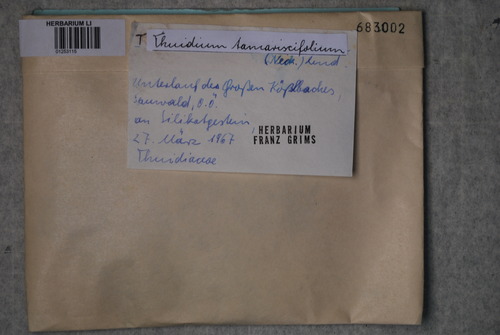 HERBARIUM LI
683002
T Thuidium tamariscifolium
(Neck.) Lind.
Unterlauf des Großen Kößlbaches,
Sauwald, O.Ö.
an Silikatgestein
27. März 1967
Thuidiaceae
HERBARIUM
FRANZ GRIMS